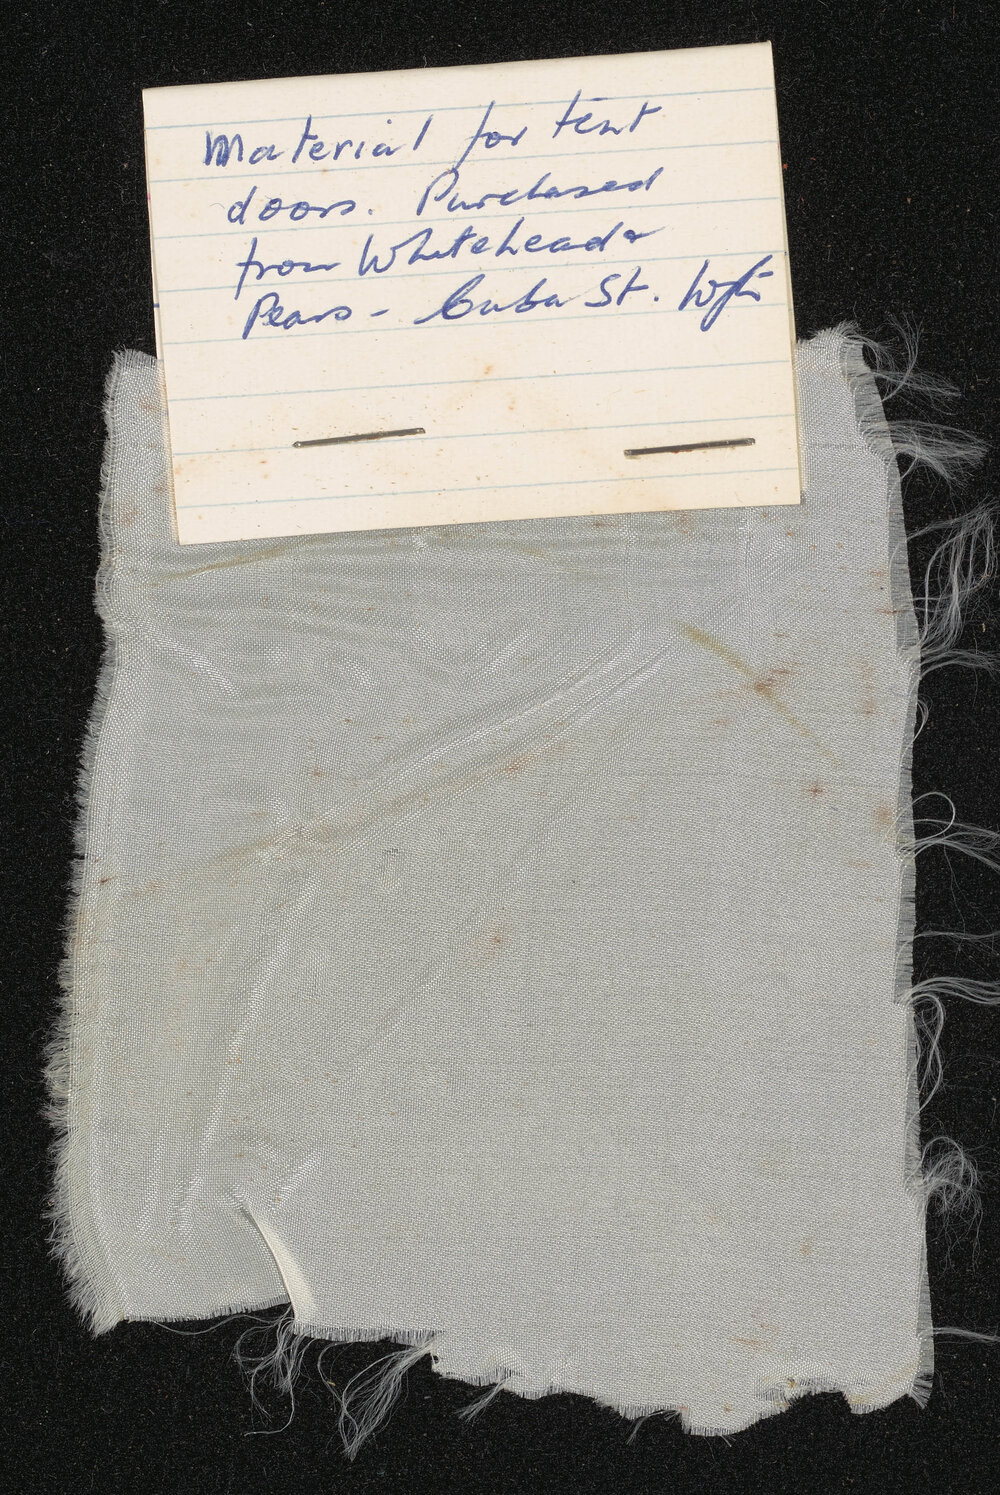 Material for tent
doors. Purchased
from Whitehead &
Pears - Cuba St. Wgtn